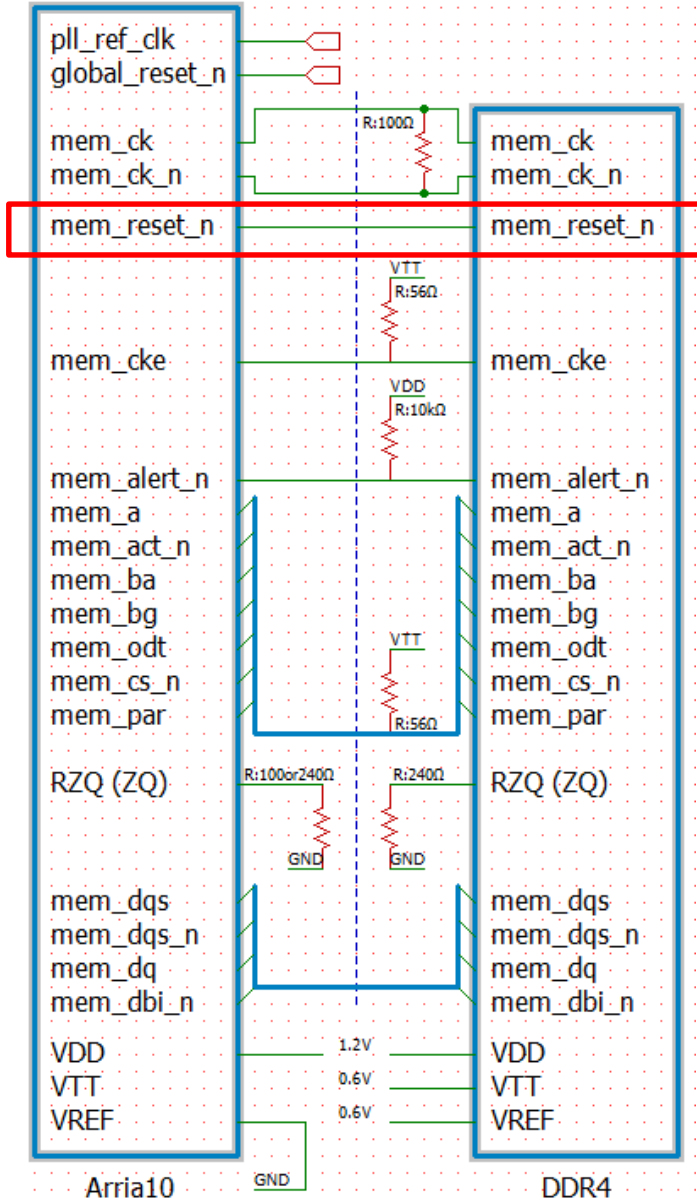 pll_ref_clk
global_reset_n
R:100Ω
mem_ck mem_ck
mem_ck_n mem_ck_n
mem_reset_n mem_reset_n
VTT
R:56Ω
mem_cke mem_cke
VDD
R:10kΩ
mem_alert_n mem_alert_n
mem_a mem_a
mem_act_n mem_act_n
mem_ba mem_ba
mem_bg mem_bg
mem_odt VTT mem_odt
mem_cs_n mem_cs_n
mem_par R:56Ω mem_par
RZQ (ZQ) R:100or240Ω R:240Ω RZQ (ZQ)
GND GND
mem_dqs mem_dqs
mem_dqs_n mem_dqs_n
mem_dq mem_dq
mem_dbi_n mem_dbi_n
VDD 1.2V VDD
VTT 0.6V VTT
VREF 0.6V VREF
Arria10 GND DDR4